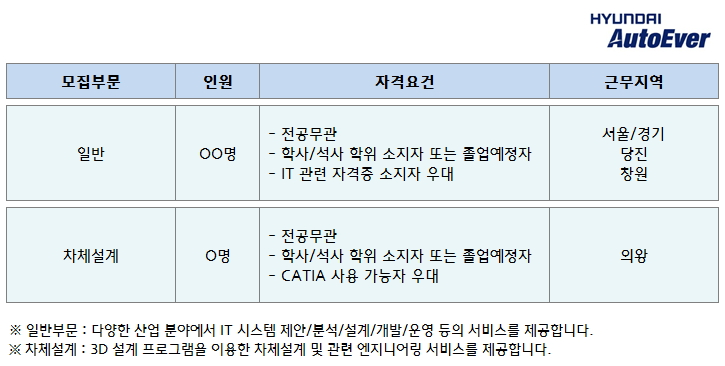 HYUNDAI
AutoEver
모집부문 인원 자격요건 근무지역
일반 OO명
- 전공무관
- 학사/석사 학위 소지자 또는 졸업예정자
- IT 관련 자격증 소지자 우대
서울/경기
당진
창원
차체설계 O명
- 전공무관
- 학사/석사 학위 소지자 또는 졸업예정자
- CATIA 사용 가능자 우대
의왕
※ 일반부문 : 다양한 산업 분야에서 IT 시스템 제안/분석/설계/개발/운영 등의 서비스를 제공합니다.
※ 차체설계 : 3D 설계 프로그램을 이용한 차체설계 및 관련 엔지니어링 서비스를 제공합니다.